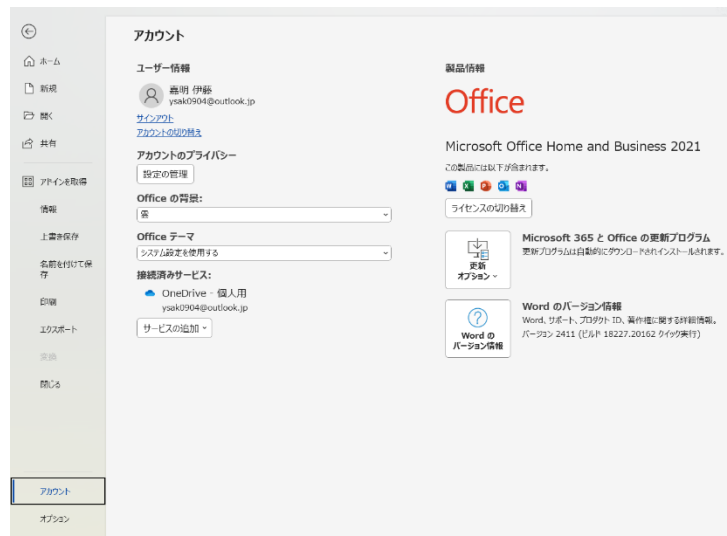 アカウント
ホーム
新規
開く
共有
アドインを取得
情報
上書き保存
名前を付けて保
存
印刷
エクスポート
変換
閉じる
アカウント
オプション
ユーザー情報
嘉明 伊藤
ysak0904@outlook.jp
サインアウト
アカウントの切り替え
アカウントのプライバシー
設定の管理
Office の背景:
雲
Office テーマ
システム設定を使用する
接続済みサービス:
OneDrive - 個人用
ysak0904@outlook.jp
サービスの追加
製品情報
Office
Microsoft Office Home and Business 2021
この製品には以下が含まれます。
ライセンスの切り替え
更新
オプション
Microsoft 365 と Office の更新プログラム
更新プログラムは自動的にダウンロードされインストールされます。
Word の
バージョン情報
Word のバージョン情報
Word、サポート、プロダクト ID、著作権に関する詳細情報。
バージョン 2411 (ビルド 18227.20162 クイック実行)